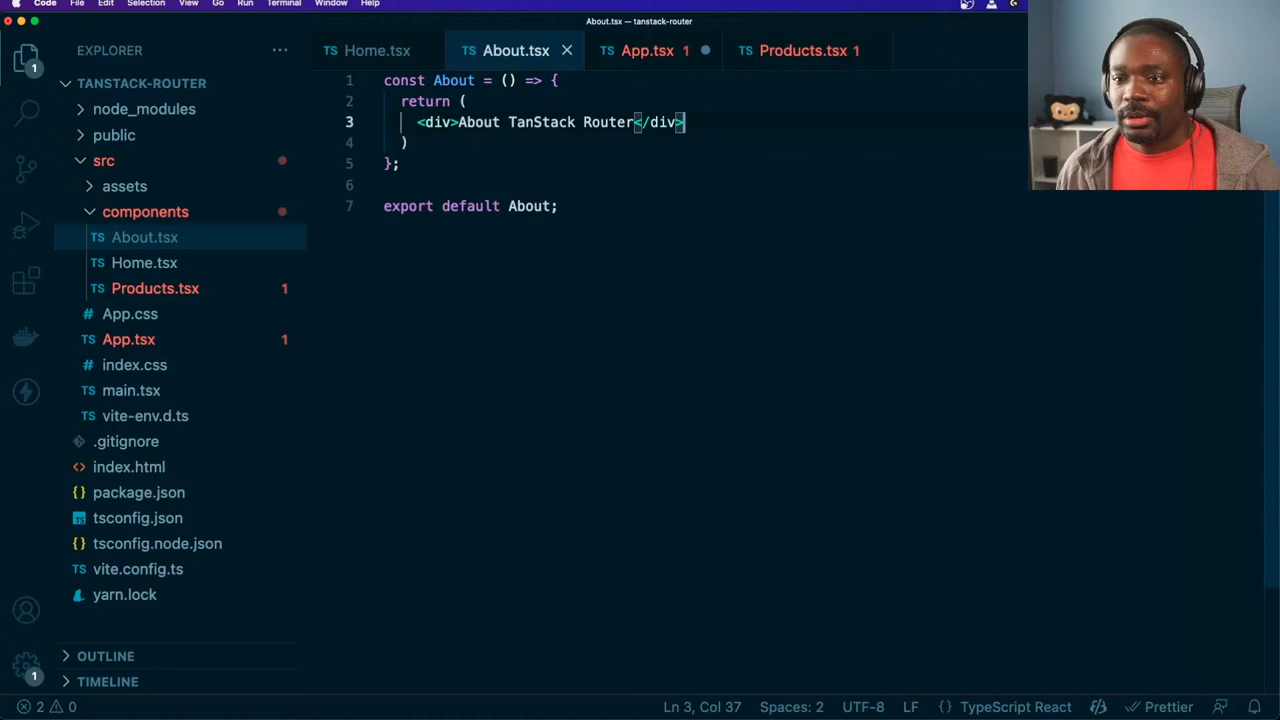 Code File Edit Selection View Go Run Terminal Window Help
About.tsx — tanstack-router
EXPLORER
Home.tsx
About.tsx
App.tsx 1
Products.tsx 1
TANSTACK-ROUTER
node_modules
public
src
assets
components
About.tsx
Home.tsx
Products.tsx 1
App.css
App.tsx 1
index.css
main.tsx
vite-env.d.ts
.gitignore
index.html
package.json
tsconfig.json
tsconfig.node.json
vite.config.ts
yarn.lock
OUTLINE
TIMELINE
1 const About = () => {
2 return (
3 <div>About TanStack Router</div>
4 )
5 };
6
7 export default About;
1
1
2 0
Ln 3, Col 37 Spaces: 2 UTF-8 LF {} TypeScript React Prettier